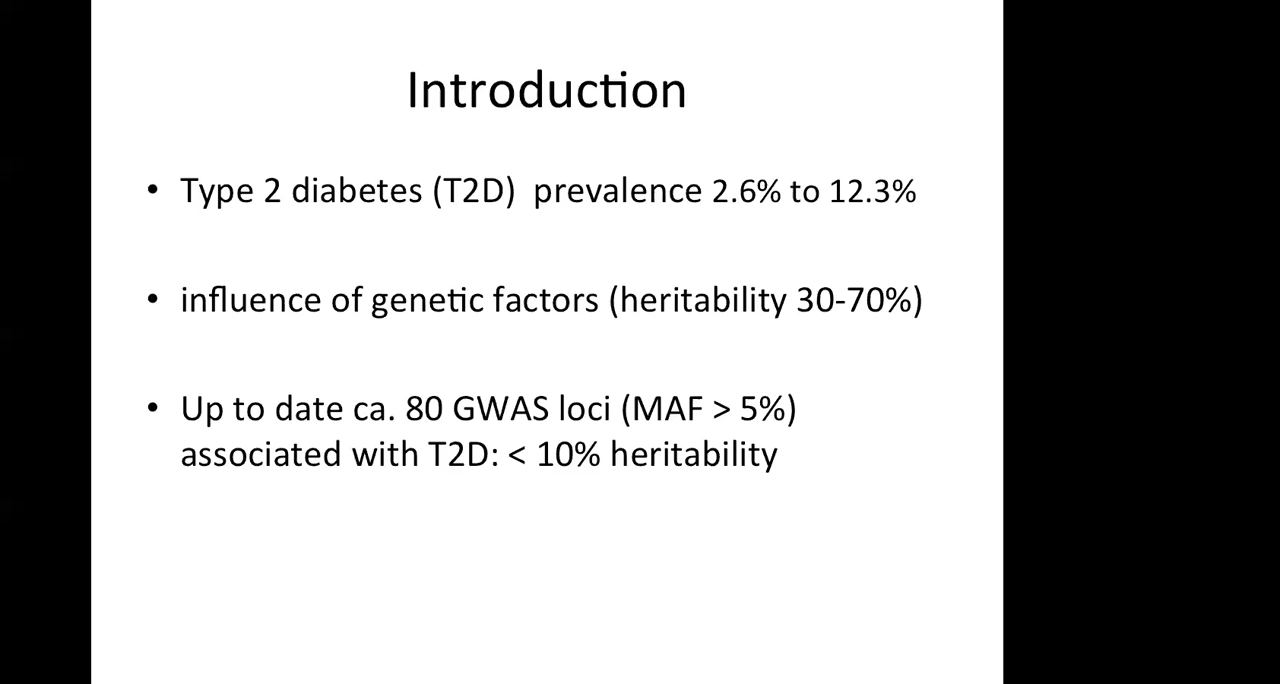 Introduction
• Type 2 diabetes (T2D)  prevalence 2.6% to 12.3%
• influence of genetic factors (heritability 30-70%)
• Up to date ca. 80 GWAS loci (MAF > 5%)
associated with T2D: < 10% heritability